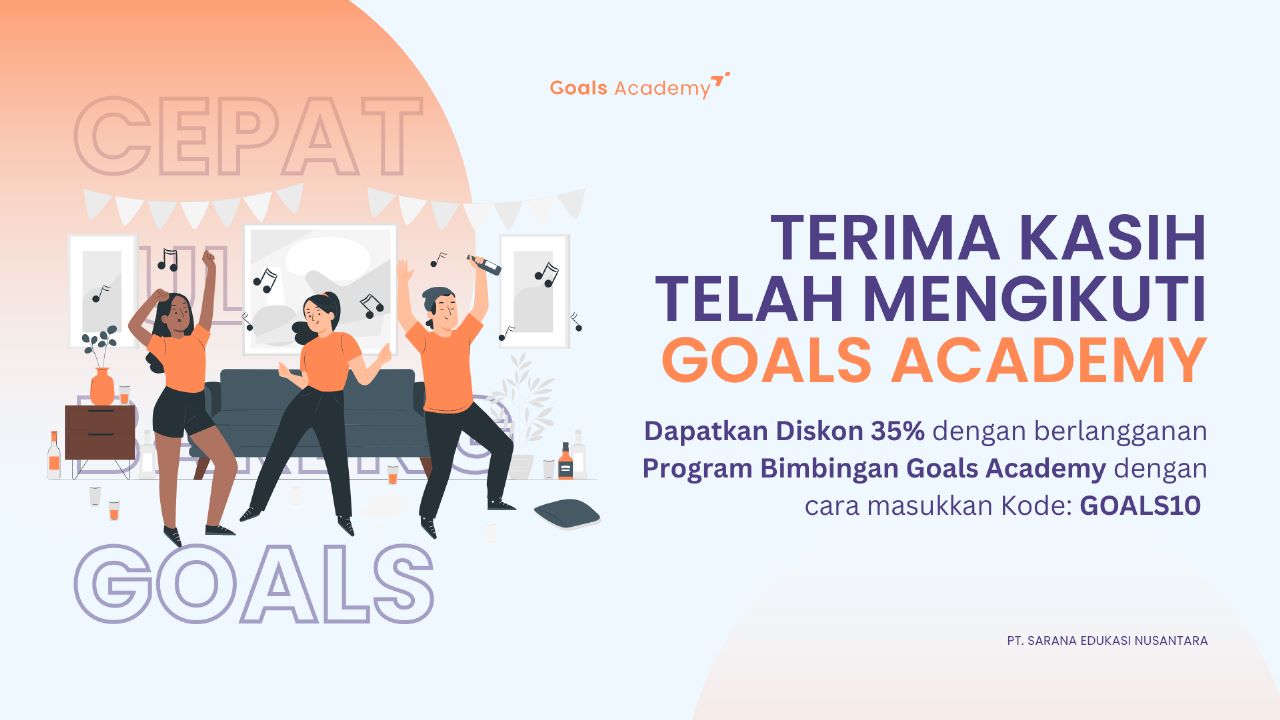 Goals Academy
CEPAT
GOALS
TERIMA KASIH
TELAH MENGIKUTI
GOALS ACADEMY
Dapatkan Diskon 35% dengan berlangganan
Program Bimbingan Goals Academy dengan
cara masukkan Kode: GOALS10
PT. SARANA EDUKASI NUSANTARA